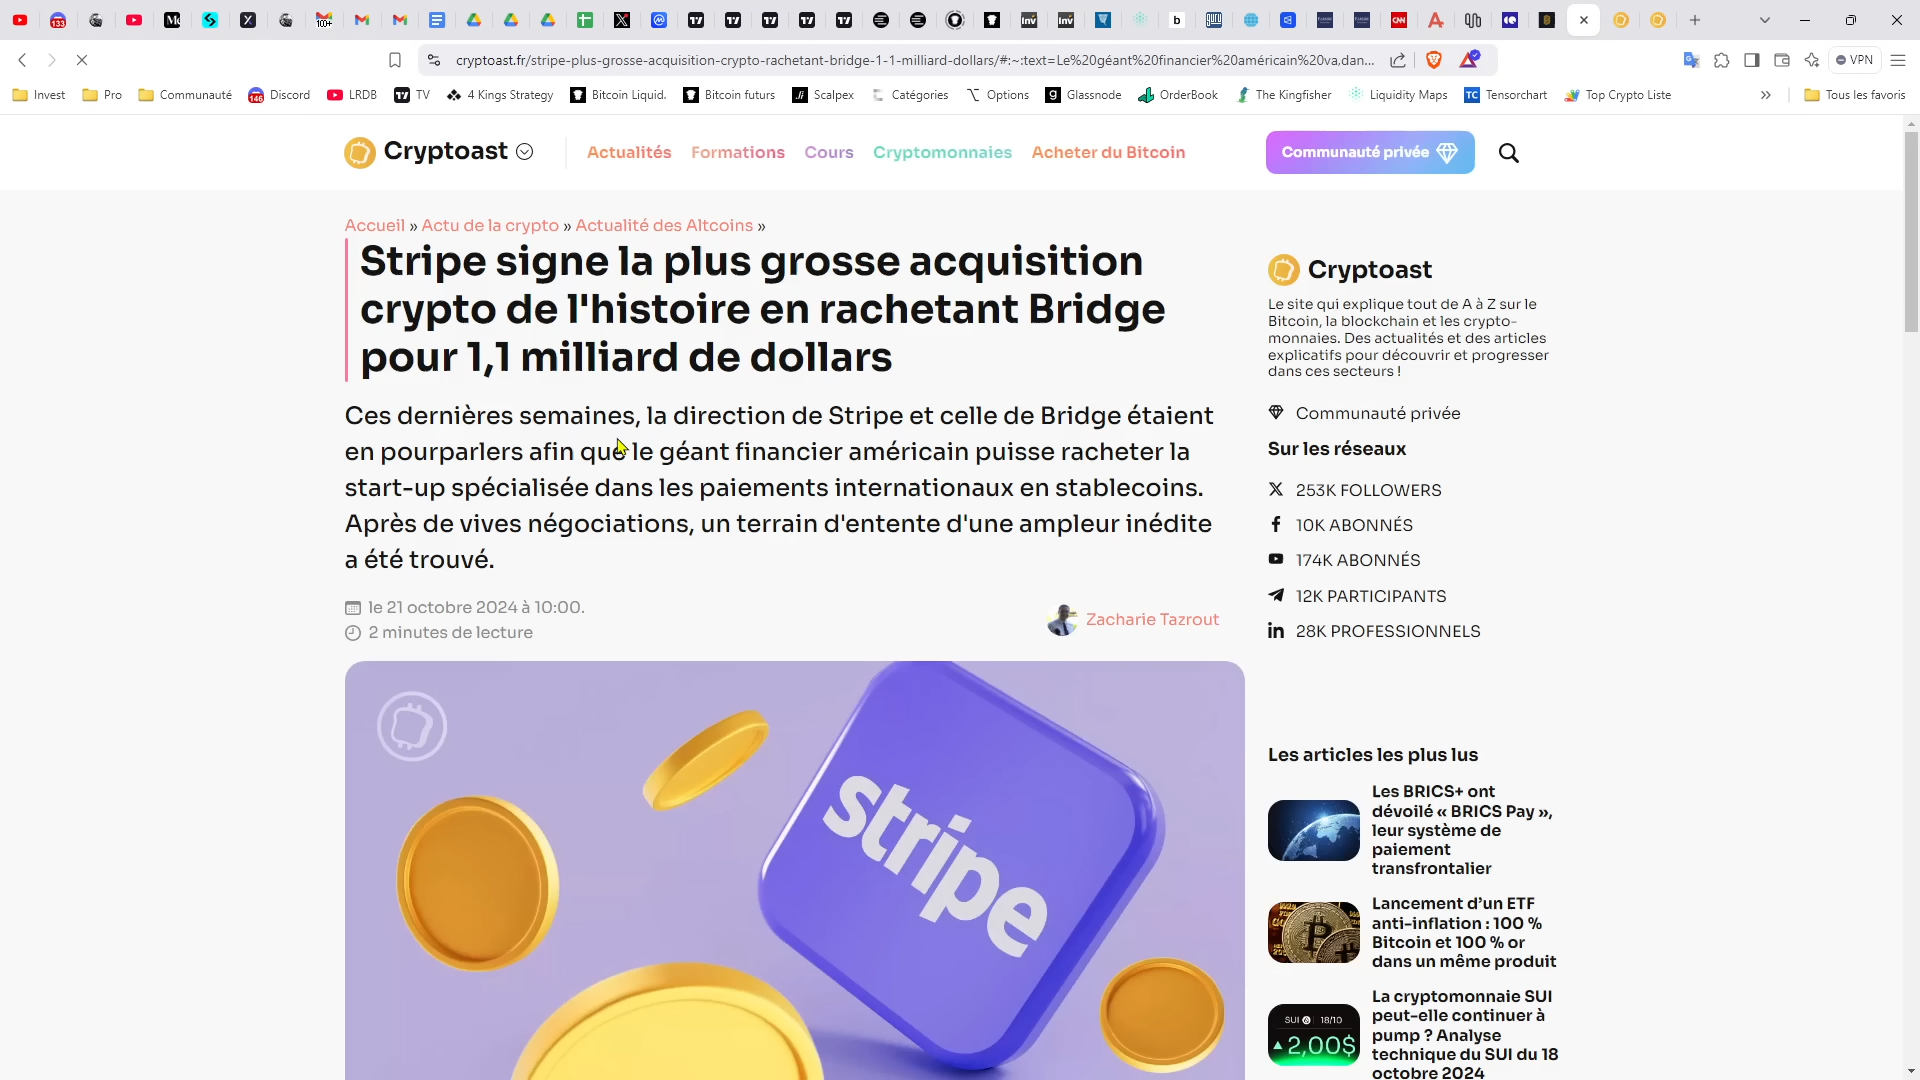 133
100+
Inv
Inv
b
CNN
cryptoast.fr/stripe-plus-grosse-acquisition-crypto-rachetant-bridge-1-1-milliard-dollars/#:~:text=Le%20géant%20financier%20américain%20va,dan...
VPN
Invest
Pro
Communauté
146
Discord
LRDB
TV
4 Kings Strategy
Bitcoin Liquid.
Bitcoin futurs
Scalpex
Catégories
Options
Glassnode
OrderBook
The Kingfisher
Liquidity Maps
TC
Tensorchart
Top Crypto Liste
»
Tous les favoris
Cryptoast
Actualités
Formations
Cours
Cryptomonnaies
Acheter du Bitcoin
Communauté privée
Accueil » Actu de la crypto » Actualité des Altcoins »
Stripe signe la plus grosse acquisition
crypto de l'histoire en rachetant Bridge
pour 1,1 milliard de dollars
Ces dernières semaines, la direction de Stripe et celle de Bridge étaient
en pourparlers afin que le géant financier américain puisse racheter la
start-up spécialisée dans les paiements internationaux en stablecoins.
Après de vives négociations, un terrain d'entente d'une ampleur inédite
a été trouvé.
le 21 octobre 2024 à 10:00.
2 minutes de lecture
Zacharie Tazrout
stripe
Cryptoast
Le site qui explique tout de A à Z sur le
Bitcoin, la blockchain et les crypto-
monnaies. Des actualités et des articles
explicatifs pour découvrir et progresser
dans ces secteurs !
Communauté privée
Sur les réseaux
253K FOLLOWERS
10K ABONNÉS
174K ABONNÉS
12K PARTICIPANTS
28K PROFESSIONNELS
Les articles les plus lus
Les BRICS+ ont
dévoilé « BRICS Pay »,
leur système de
paiement
transfrontalier
Lancement d’un ETF
anti-inflation : 100 %
Bitcoin et 100 % or
dans un même produit
SUI 18/10
2,00$
La cryptomonnaie SUI
peut-elle continuer à
pump ? Analyse
technique du SUI du 18
octobre 2024